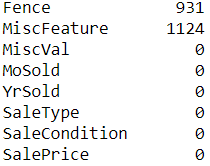 Fence 931
MiscFeature 1124
MiscVal 0
MoSold 0
YrSold 0
SaleType 0
SaleCondition 0
SalePrice 0